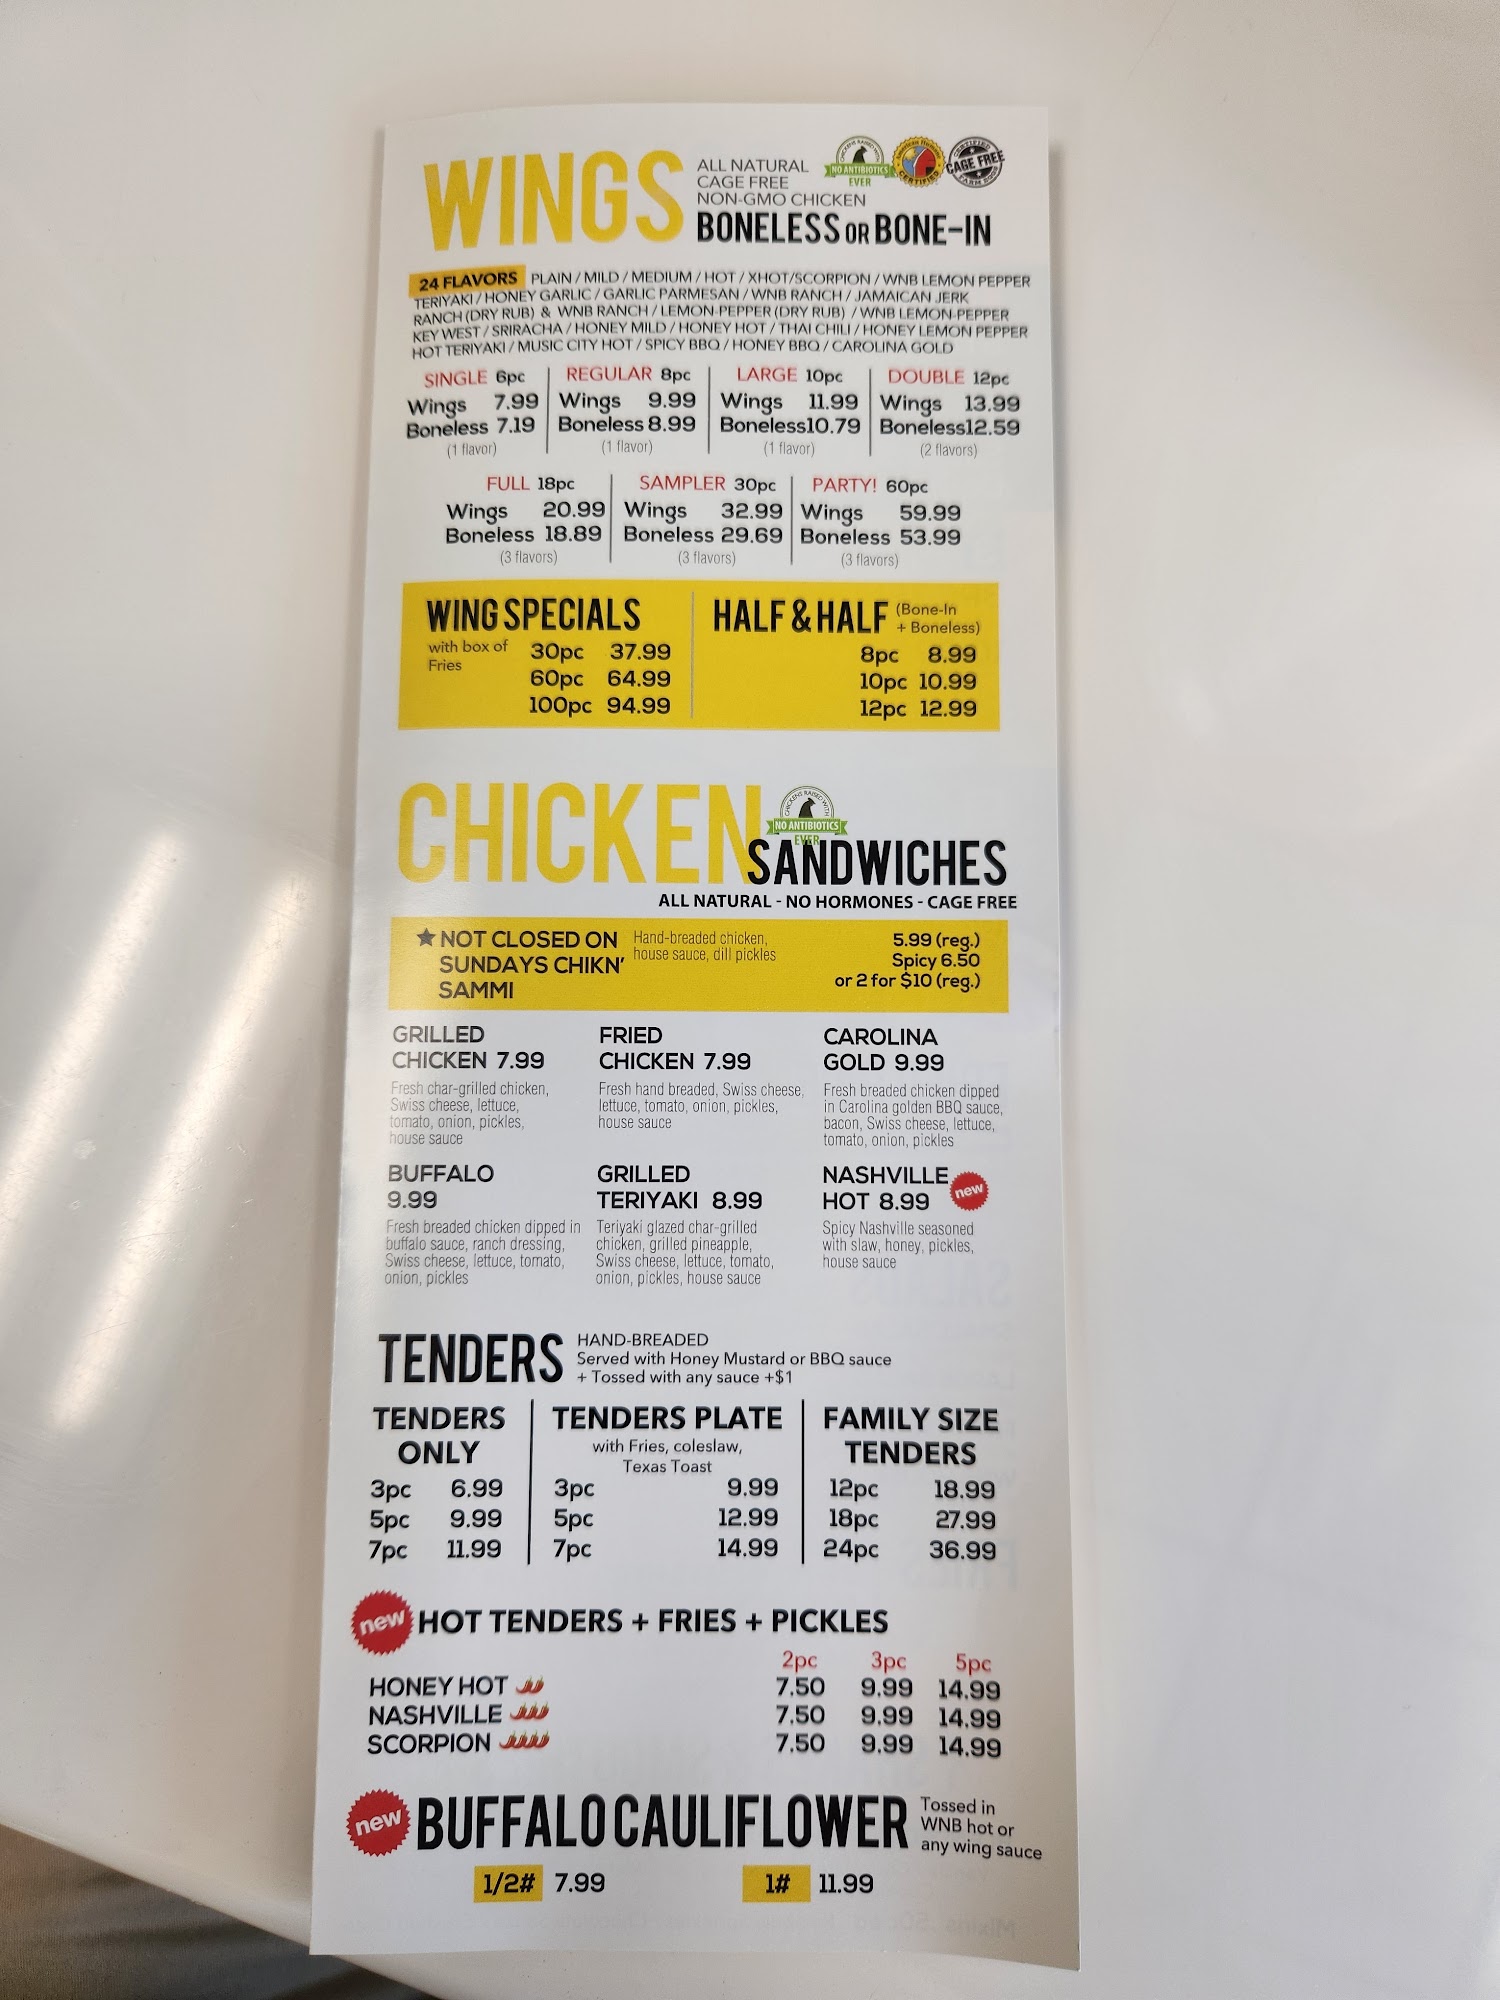 WINGS
ALL NATURAL
CAGE FREE
NON-GMO CHICKEN
BONELESS OR BONE-IN
NO ANTIBIOTICS
EVER
CERTIFIED
CAGE FREE
24 FLAVORS PLAIN / MILD / MEDIUM / HOT / XHOT/SCORPION / WNB LEMON PEPPER
TERIYAKI / HONEY GARLIC / GARLIC PARMESAN / WNB RANCH / JAMAICAN JERK
RANCH (DRY RUB) & WNB RANCH / LEMON-PEPPER (DRY RUB) / WNB LEMON-PEPPER
KEY WEST / SRIRACHA / HONEY MILD / HONEY HOT / THAI CHILI / HONEY LEMON PEPPER
HOT TERIYAKI / MUSIC CITY HOT / SPICY BBQ / HONEY BBQ / CAROLINA GOLD
SINGLE 6pc
Wings 7.99
Boneless 7.19
(1 flavor)
REGULAR 8pc
Wings 9.99
Boneless 8.99
(1 flavor)
LARGE 10pc
Wings 11.99
Boneless10.79
(1 flavor)
DOUBLE 12pc
Wings 13.99
Boneless12.59
(2 flavors)
FULL 18pc
Wings 20.99
Boneless 18.89
(3 flavors)
SAMPLER 30pc
Wings 32.99
Boneless 29.69
(3 flavors)
PARTY! 60pc
Wings 59.99
Boneless 53.99
(3 flavors)
WING SPECIALS
with box of
Fries
30pc 37.99
60pc 64.99
100pc 94.99
HALF & HALF (Bone-In
+ Boneless)
8pc 8.99
10pc 10.99
12pc 12.99
CHICKEN
CHICKENS RAISED WITH
NO ANTIBIOTICS
EVER
SANDWICHES
ALL NATURAL - NO HORMONES - CAGE FREE
★ NOT CLOSED ON
SUNDAYS CHIKN'
SAMMI
Hand-breaded chicken,
house sauce, dill pickles
5.99 (reg.)
Spicy 6.50
or 2 for $10 (reg.)
GRILLED
CHICKEN 7.99
Fresh char-grilled chicken,
Swiss cheese, lettuce,
tomato, onion, pickles,
house sauce
FRIED
CHICKEN 7.99
Fresh hand breaded, Swiss cheese,
lettuce, tomato, onion, pickles,
house sauce
CAROLINA
GOLD 9.99
Fresh breaded chicken dipped
in Carolina golden BBQ sauce,
bacon, Swiss cheese, lettuce,
tomato, onion, pickles
BUFFALO
9.99
Fresh breaded chicken dipped in
buffalo sauce, ranch dressing,
Swiss cheese, lettuce, tomato,
onion, pickles
GRILLED
TERIYAKI 8.99
Teriyaki glazed char-grilled
chicken, grilled pineapple,
Swiss cheese, lettuce, tomato,
onion, pickles, house sauce
NASHVILLE
HOT 8.99
new
Spicy Nashville seasoned
with slaw, honey, pickles,
house sauce
TENDERS
HAND-BREADED
Served with Honey Mustard or BBQ sauce
+ Tossed with any sauce +$1
TENDERS
ONLY
3pc 6.99
5pc 9.99
7pc 11.99
TENDERS PLATE
with Fries, coleslaw,
Texas Toast
3pc 9.99
5pc 12.99
7pc 14.99
FAMILY SIZE
TENDERS
12pc 18.99
18pc 27.99
24pc 36.99
new HOT TENDERS + FRIES + PICKLES
2pc 3pc 5pc
HONEY HOT 7.50 9.99 14.99
NASHVILLE 7.50 9.99 14.99
SCORPION 7.50 9.99 14.99
new BUFFALO CAULIFLOWER
Tossed in
WNB hot or
any wing sauce
1/2# 7.99
1# 11.99